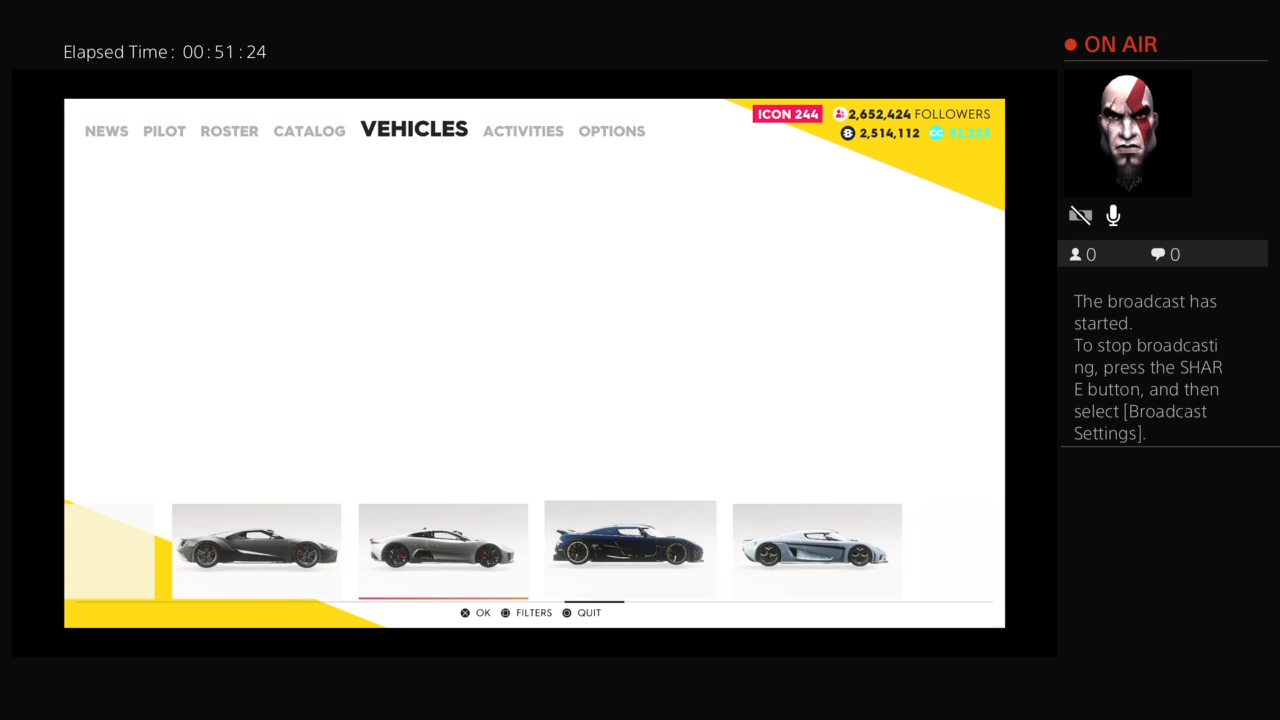 Elapsed Time: 00:51:24
ON AIR
NEWS PILOT ROSTER CATALOG VEHICLES ACTIVITIES OPTIONS
ICON 244 2,652,424 FOLLOWERS
2,514,112 CC
0 0
The broadcast has
started.
To stop broadcasti
ng, press the SHAR
E button, and then
select [Broadcast
Settings].
OK FILTERS QUIT